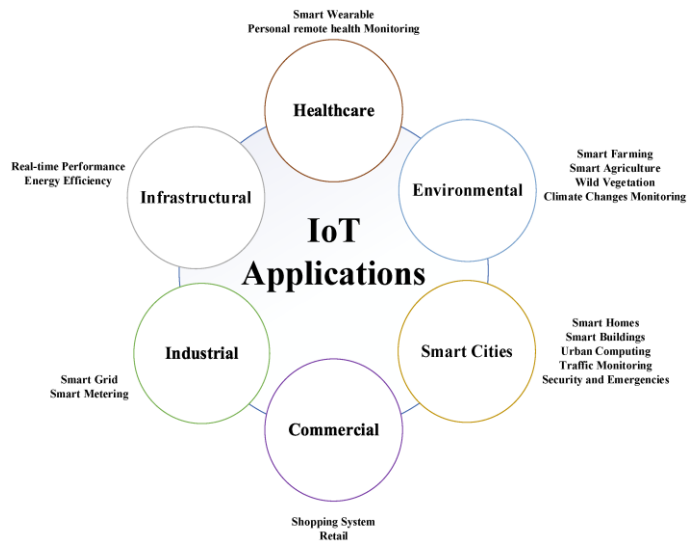 Smart Wearable
Personal remote health Monitoring
Healthcare
Real-time Performance
Energy Efficiency
Infrastructural
Environmental
Smart Farming
Smart Agriculture
Wild Vegetation
Climate Changes Monitoring
IoT
Applications
Industrial
Smart Grid
Smart Metering
Smart Cities
Smart Homes
Smart Buildings
Urban Computing
Traffic Monitoring
Security and Emergencies
Commercial
Shopping System
Retail